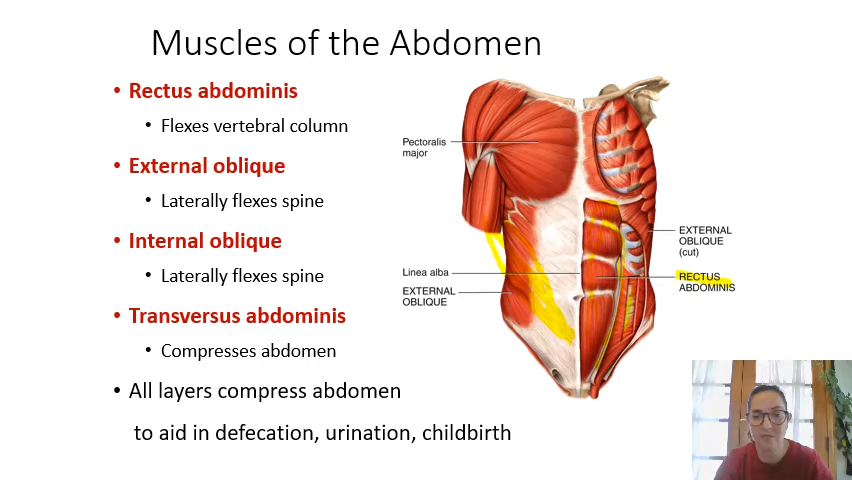 Muscles of the Abdomen
• Rectus abdominis
• Flexes vertebral column
• External oblique
• Laterally flexes spine
• Internal oblique
• Laterally flexes spine
• Transversus abdominis
• Compresses abdomen
• All layers compress abdomen
to aid in defecation, urination, childbirth
Pectoralis
major
Linea alba
EXTERNAL
OBLIQUE
EXTERNAL
OBLIQUE
(cut)
RECTUS
ABDOMINIS